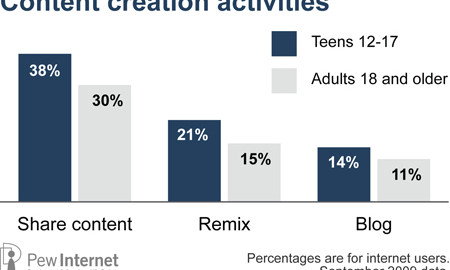 Content creation activities
Teens 12-17
Adults 18 and older
38%
30%
21%
15%
14%
11%
Share content
Remix
Blog
Pew Internet
Percentages are for internet users.
September 2009 data.